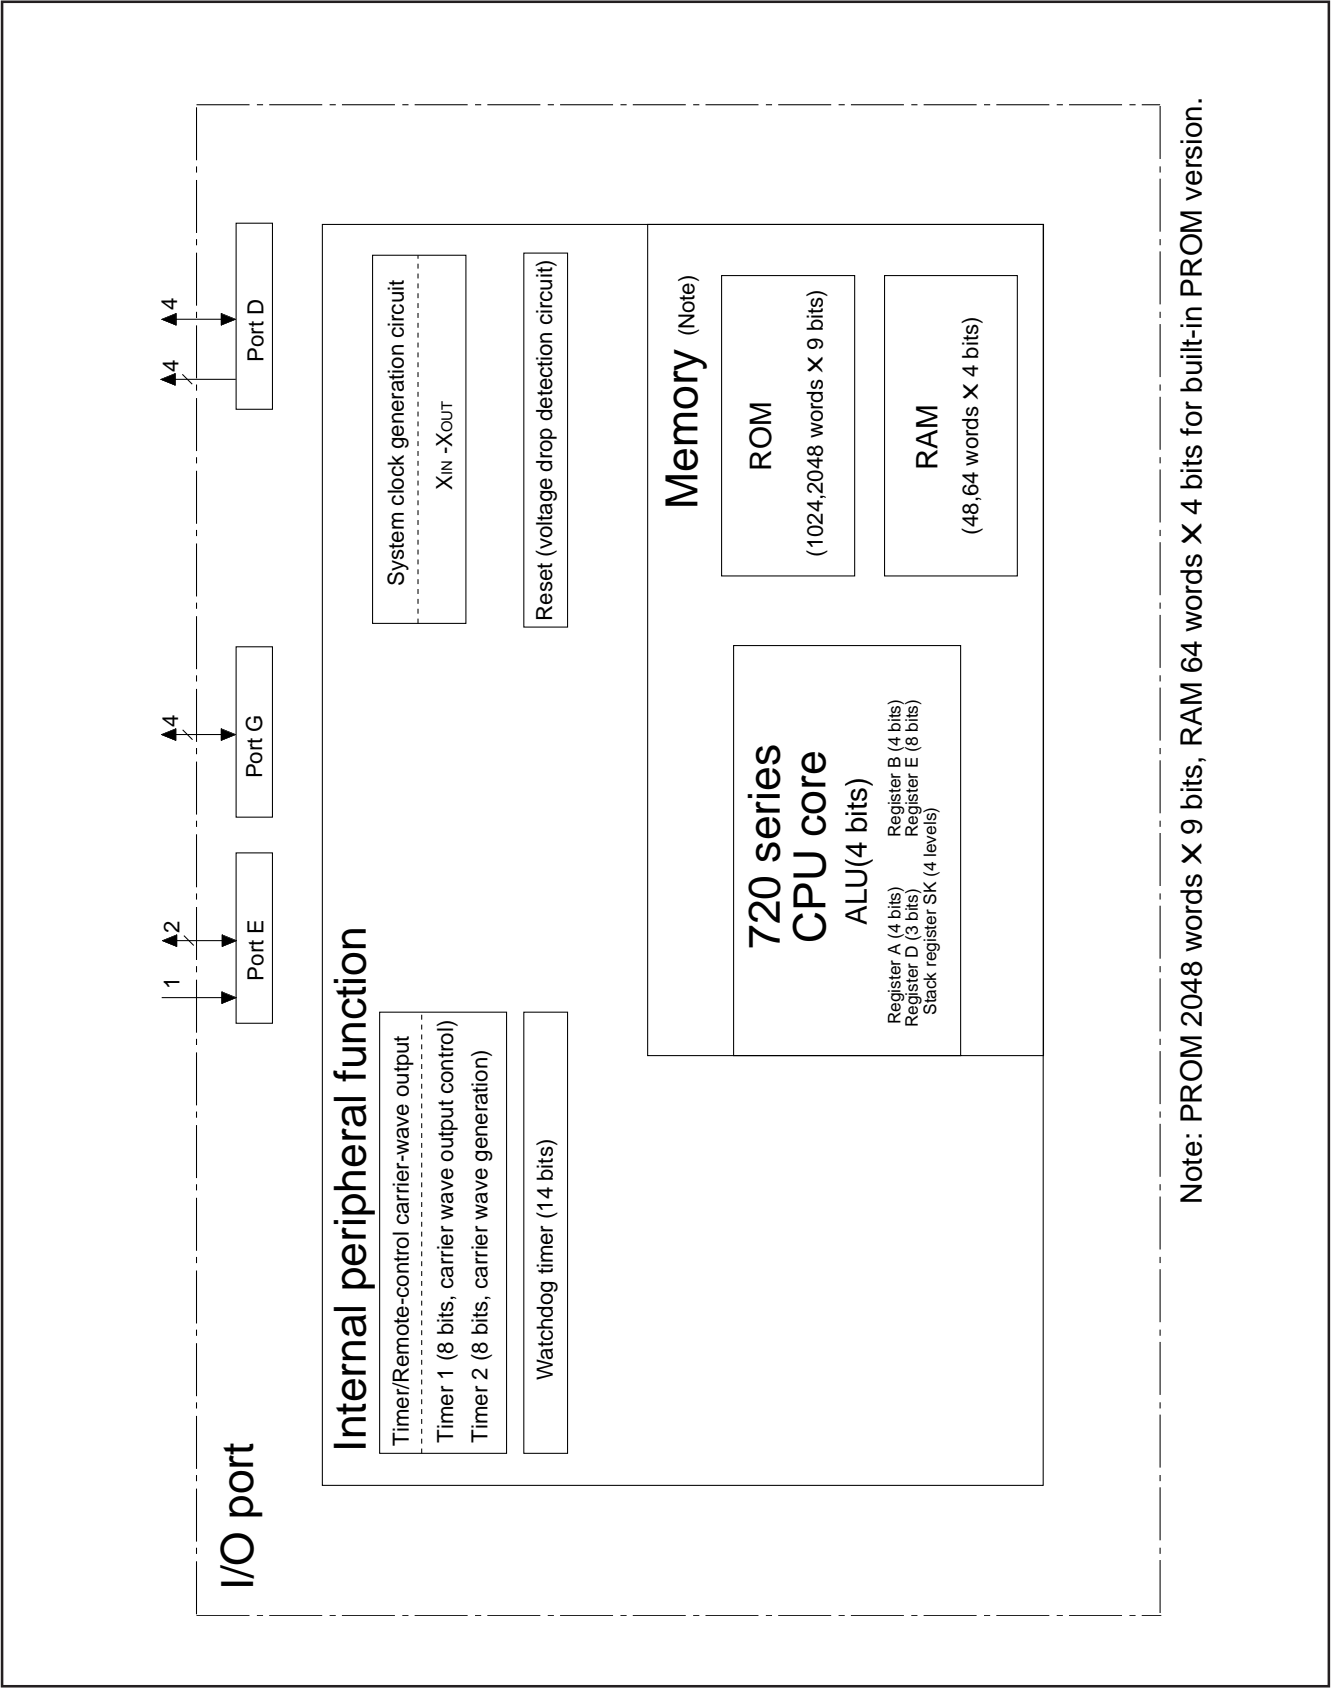 I/O port
1
2
4
4
4
Port E
Port G
Port D
Internal peripheral function
Timer/Remote-control carrier-wave output
Timer 1 (8 bits, carrier wave output control)
Timer 2 (8 bits, carrier wave generation)
Watchdog timer (14 bits)
System clock generation circuit
XIN -XOUT
Reset (voltage drop detection circuit)
720 series
CPU core
ALU(4 bits)
Register A (4 bits) Register B (4 bits)
Register D (3 bits) Register E (8 bits)
Stack register SK (4 levels)
Memory (Note)
ROM
(1024,2048 words ✕ 9 bits)
RAM
(48,64 words ✕ 4 bits)
Note: PROM 2048 words ✕ 9 bits, RAM 64 words ✕ 4 bits for built-in PROM version.